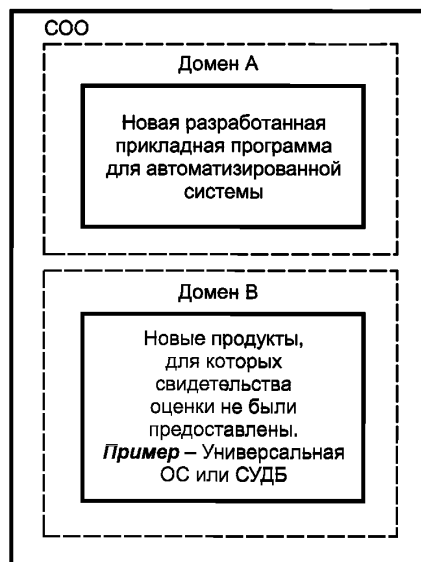 СОО
Домен А
Новая разработанная
прикладная программа
для автоматизированной
системы
Домен В
Новые продукты,
для которых
свидетельства
оценки не были
предоставлены.
Пример – Универсальная
ОС или СУДБ